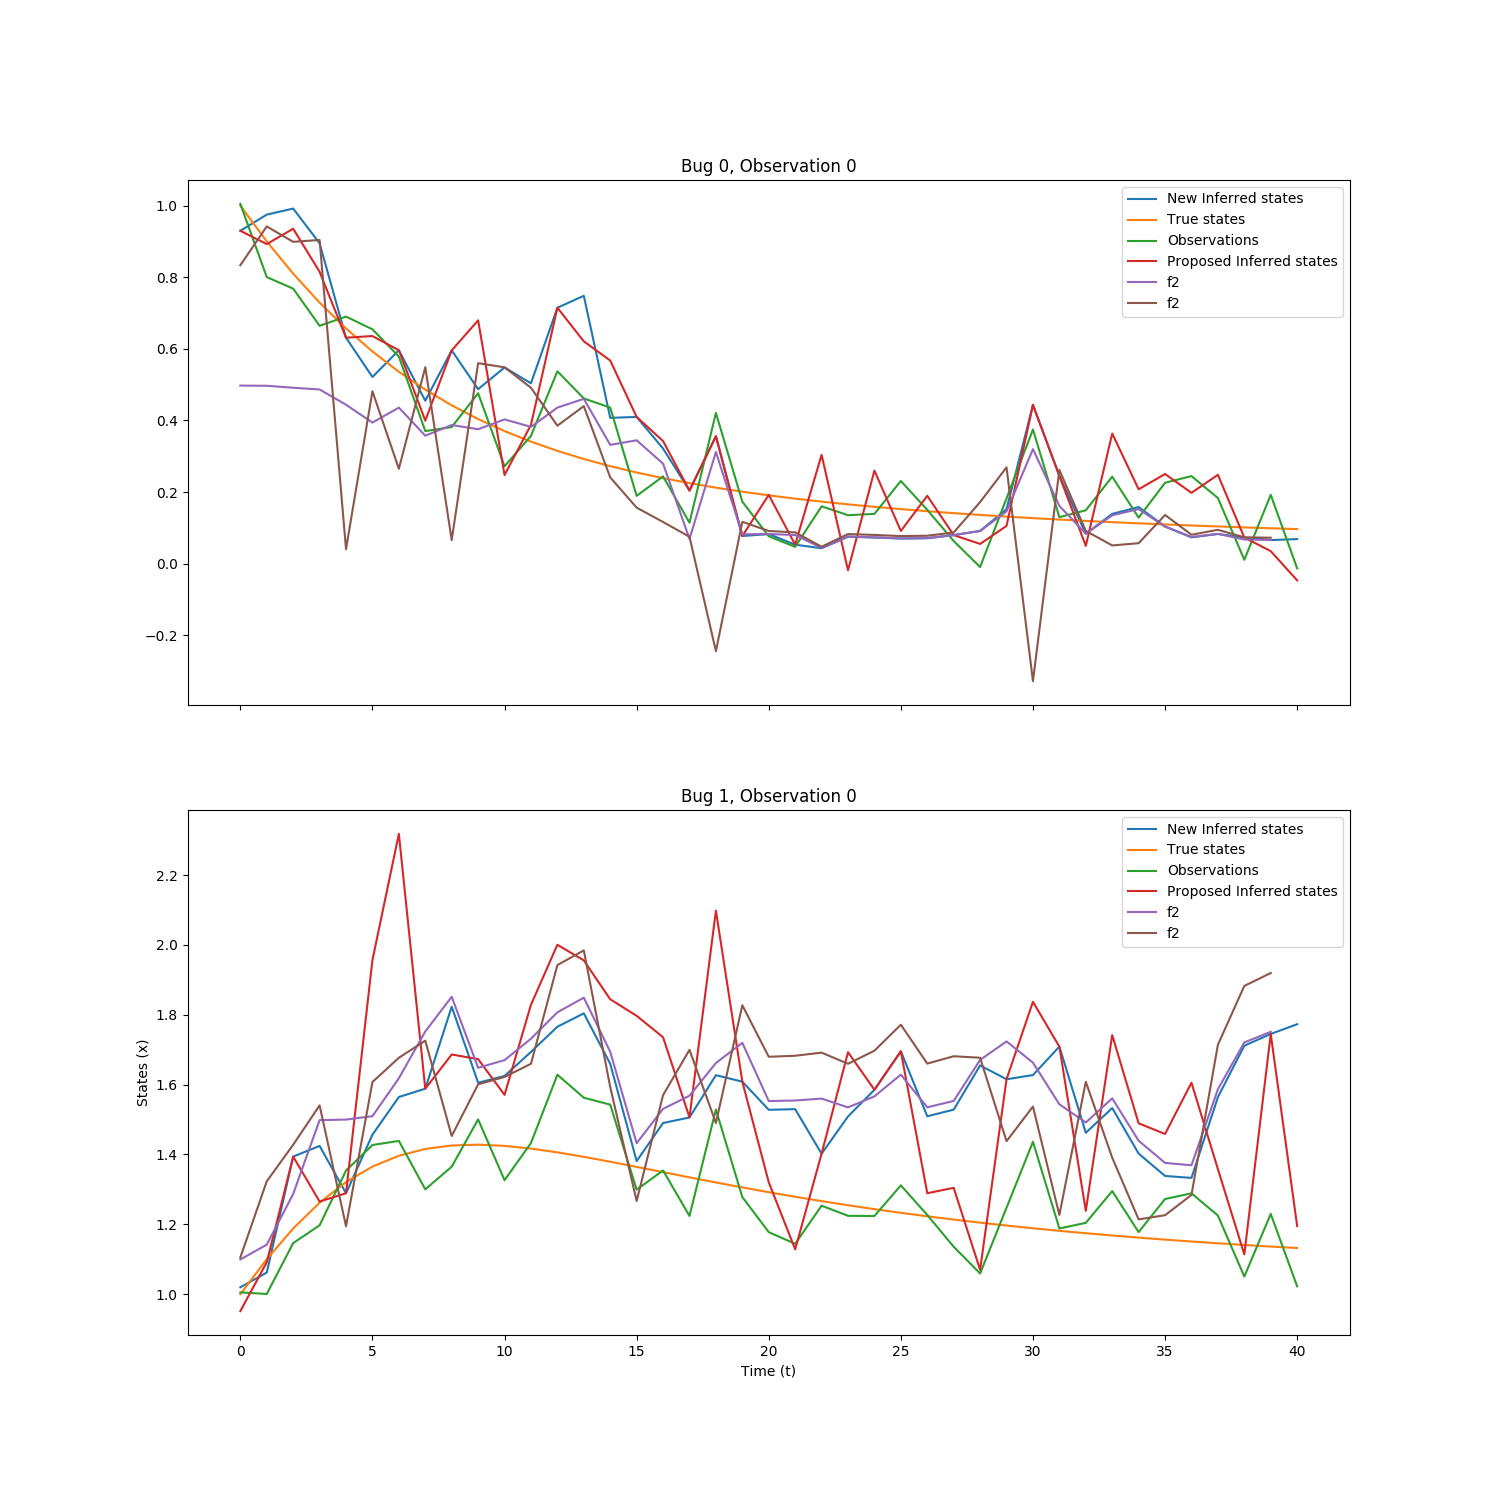 Bug 0, Observation 0
1.0
0.8
0.6
0.4
0.2
0.0
−0.2
New Inferred states
True states
Observations
Proposed Inferred states
f2
f2
Bug 1, Observation 0
States (x)
2.2
2.0
1.8
1.6
1.4
1.2
1.0
New Inferred states
True states
Observations
Proposed Inferred states
f2
f2
0 5 10 15 20 25 30 35 40
Time (t)